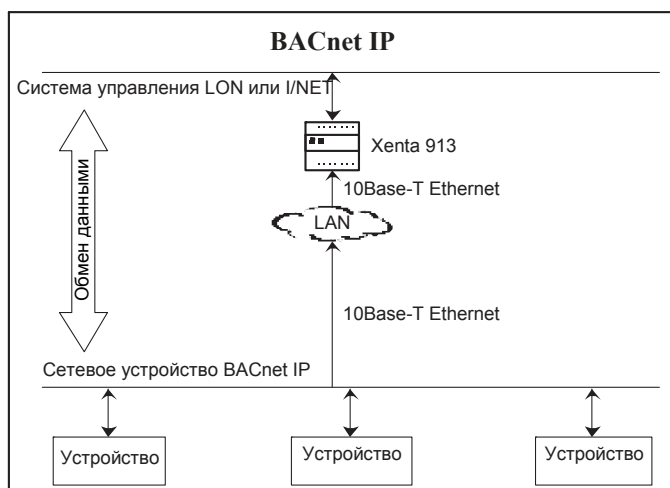 BACnet IP
Система управления LON или I/NET
Xenta 913
10Base-T Ethernet
LAN
Обмен данными
10Base-T Ethernet
Сетевое устройство BACnet IP
Устройство
Устройство
Устройство